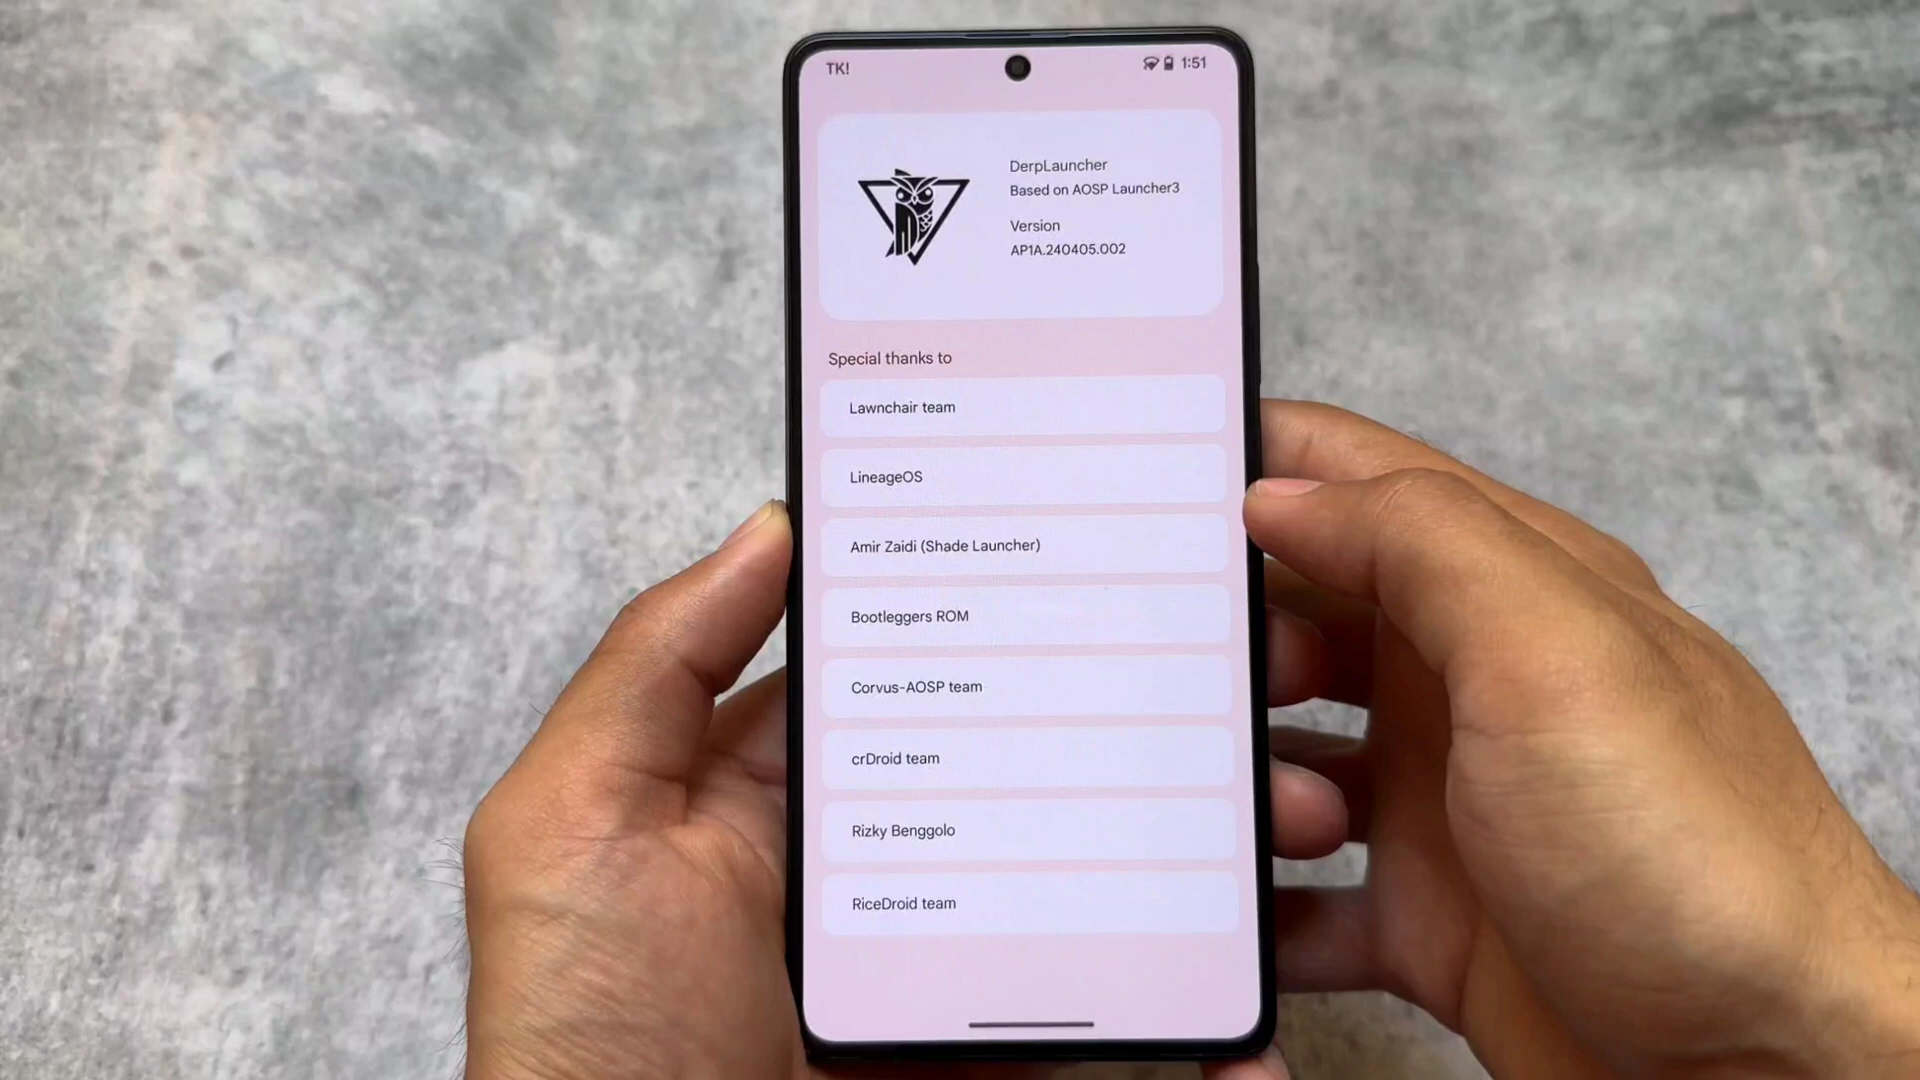 TK!
1:51
DerpLauncher
Based on AOSP Launcher3
Version
AP1A.240405.002
Special thanks to
Lawnchair team
LineageOS
Amir Zaidi (Shade Launcher)
Bootleggers ROM
Corvus-AOSP team
crDroid team
Rizky Benggolo
RiceDroid team